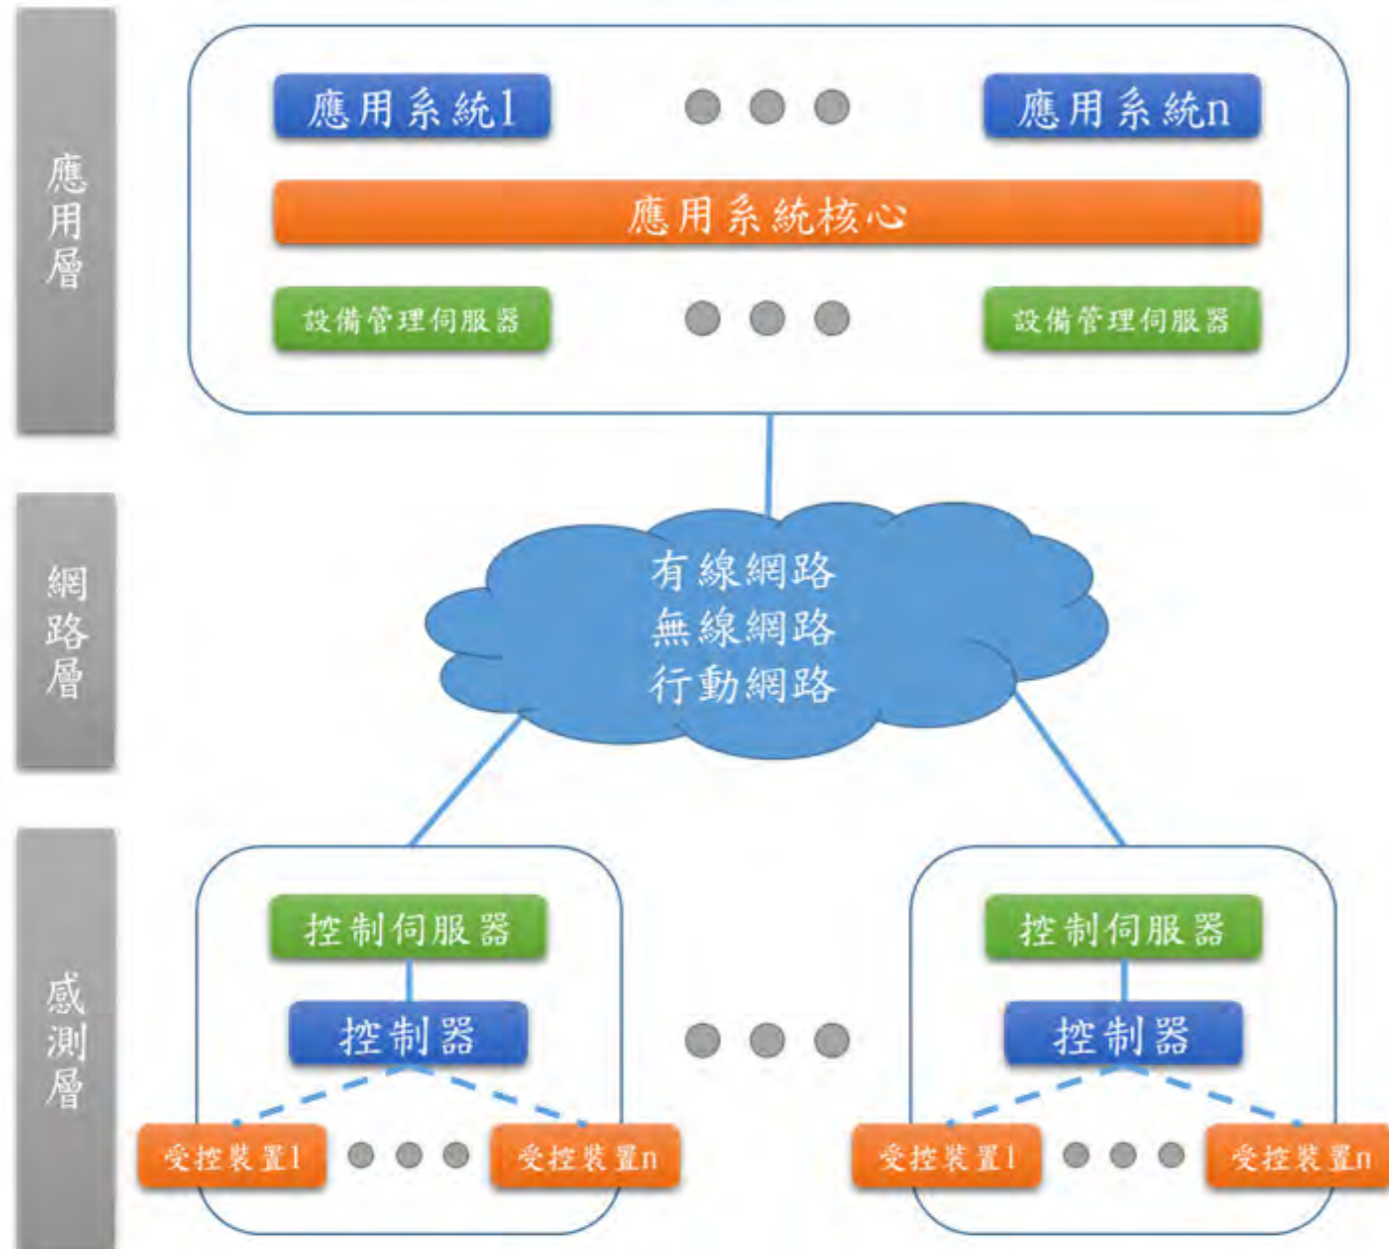 應用層
應用系統1
應用系統n
應用系統核心
設備管理伺服器
設備管理伺服器
網路層
有線網路
無線網路
行動網路
感測層
控制伺服器
控制伺服器
控制器
控制器
受控裝置1
受控裝置n
受控裝置1
受控裝置n